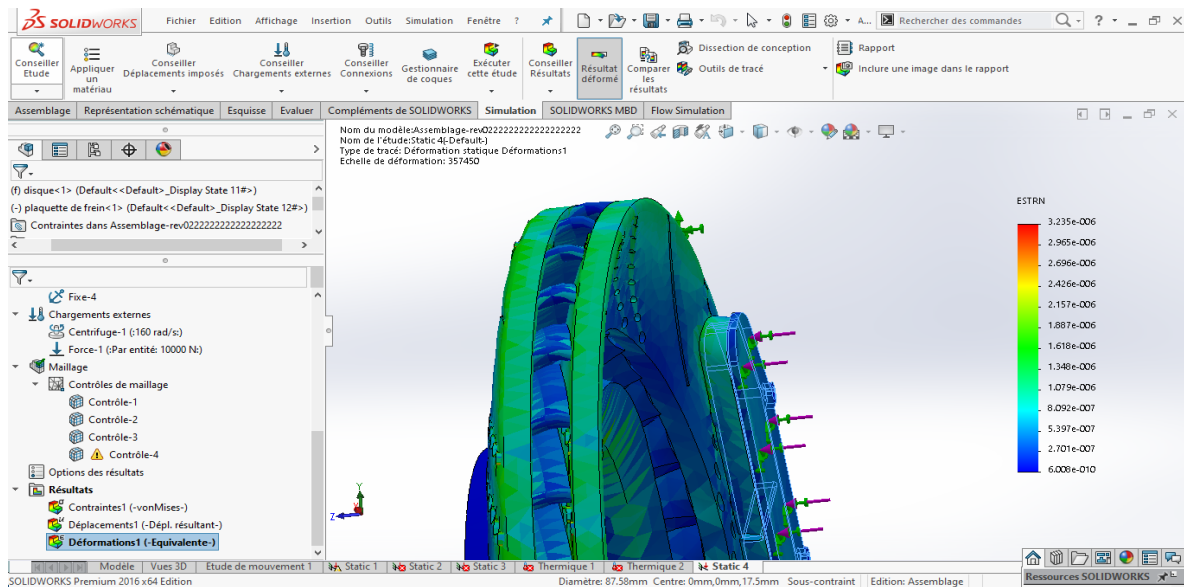 SOLIDWORKS
Fichier Edition Affichage Insertion Outils Simulation Fenêtre ?
A...
Rechercher des commandes
?
Conseiller Etude
Appliquer un matériau
Conseiller Déplacements imposés
Conseiller Chargements externes
Conseiller Connexions
Gestionnaire de coques
Exécuter cette étude
Conseiller Résultats
Résultat déformé
Comparer les résultats
Dissection de conception
Outils de tracé
Rapport
Inclure une image dans le rapport
Assemblage Représentation schématique Esquisse Evaluer Compléments de SOLIDWORKS Simulation SOLIDWORKS MBD Flow Simulation
Nom du modèle:Assemblage-rev0222222222222222222
Nom de l'étude:Static 4(-Default-)
Type de tracé: Déformation statique Déformations1
Echelle de déformation: 357450
(f) disque<1> (Default<<Default>_Display State 11#>)
(-) plaquette de frein<1> (Default<<Default>_Display State 12#>)
Contraintes dans Assemblage-rev0222222222222222222
Fixe-4
Chargements externes
Centrifuge-1 (:160 rad/s:)
Force-1 (:Par entité: 10000 N:)
Maillage
Contrôles de maillage
Contrôle-1
Contrôle-2
Contrôle-3
Contrôle-4
Options des résultats
Résultats
Contraintes1 (-vonMises-)
Déplacements1 (-Dépl. résultant-)
Déformations1 (-Equivalente-)
ESTRN
3.235e-006
2.965e-006
2.696e-006
2.426e-006
2.157e-006
1.887e-006
1.618e-006
1.348e-006
1.079e-006
8.092e-007
5.397e-007
2.701e-007
6.008e-010
Y
Z
Modèle Vues 3D Etude de mouvement 1 Static 1 Static 2 Static 3 Thermique 1 Thermique 2 Static 4
Ressources SOLIDWORKS
SOLIDWORKS Premium 2016 x64 Edition
Diamètre: 87.58mm Centre: 0mm,0mm,17.5mm Sous-contraint Edition: Assemblage